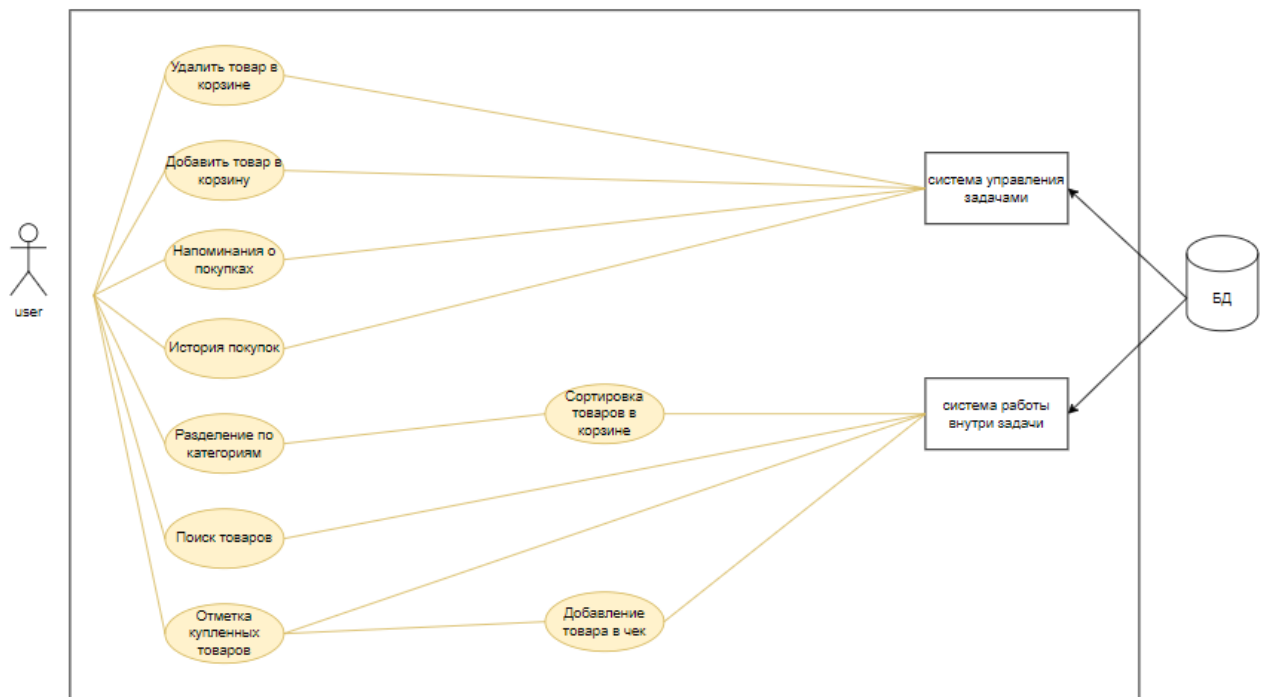 Удалить товар в
корзине
Добавить товар в
корзину
система управления
задачами
user
Напоминания о
покупках
БД
История покупок
Разделение по
категориям
Сортировка
товаров в
корзине
система работы
внутри задачи
Поиск товаров
Отметка
купленных
товаров
Добавление
товара в чек